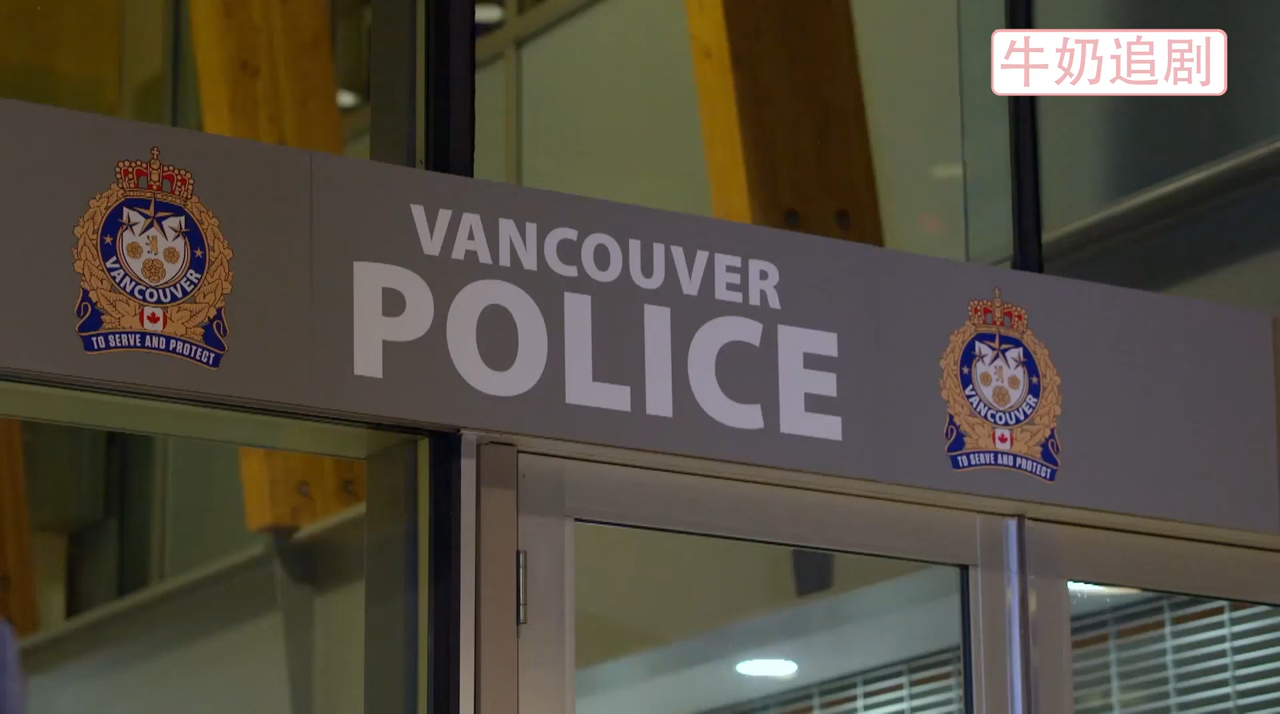 牛奶追剧
VANCOUVER
POLICE
VANCOUVER
TO SERVE AND PROTECT
VANCOUVER
TO SERVE AND PROTECT